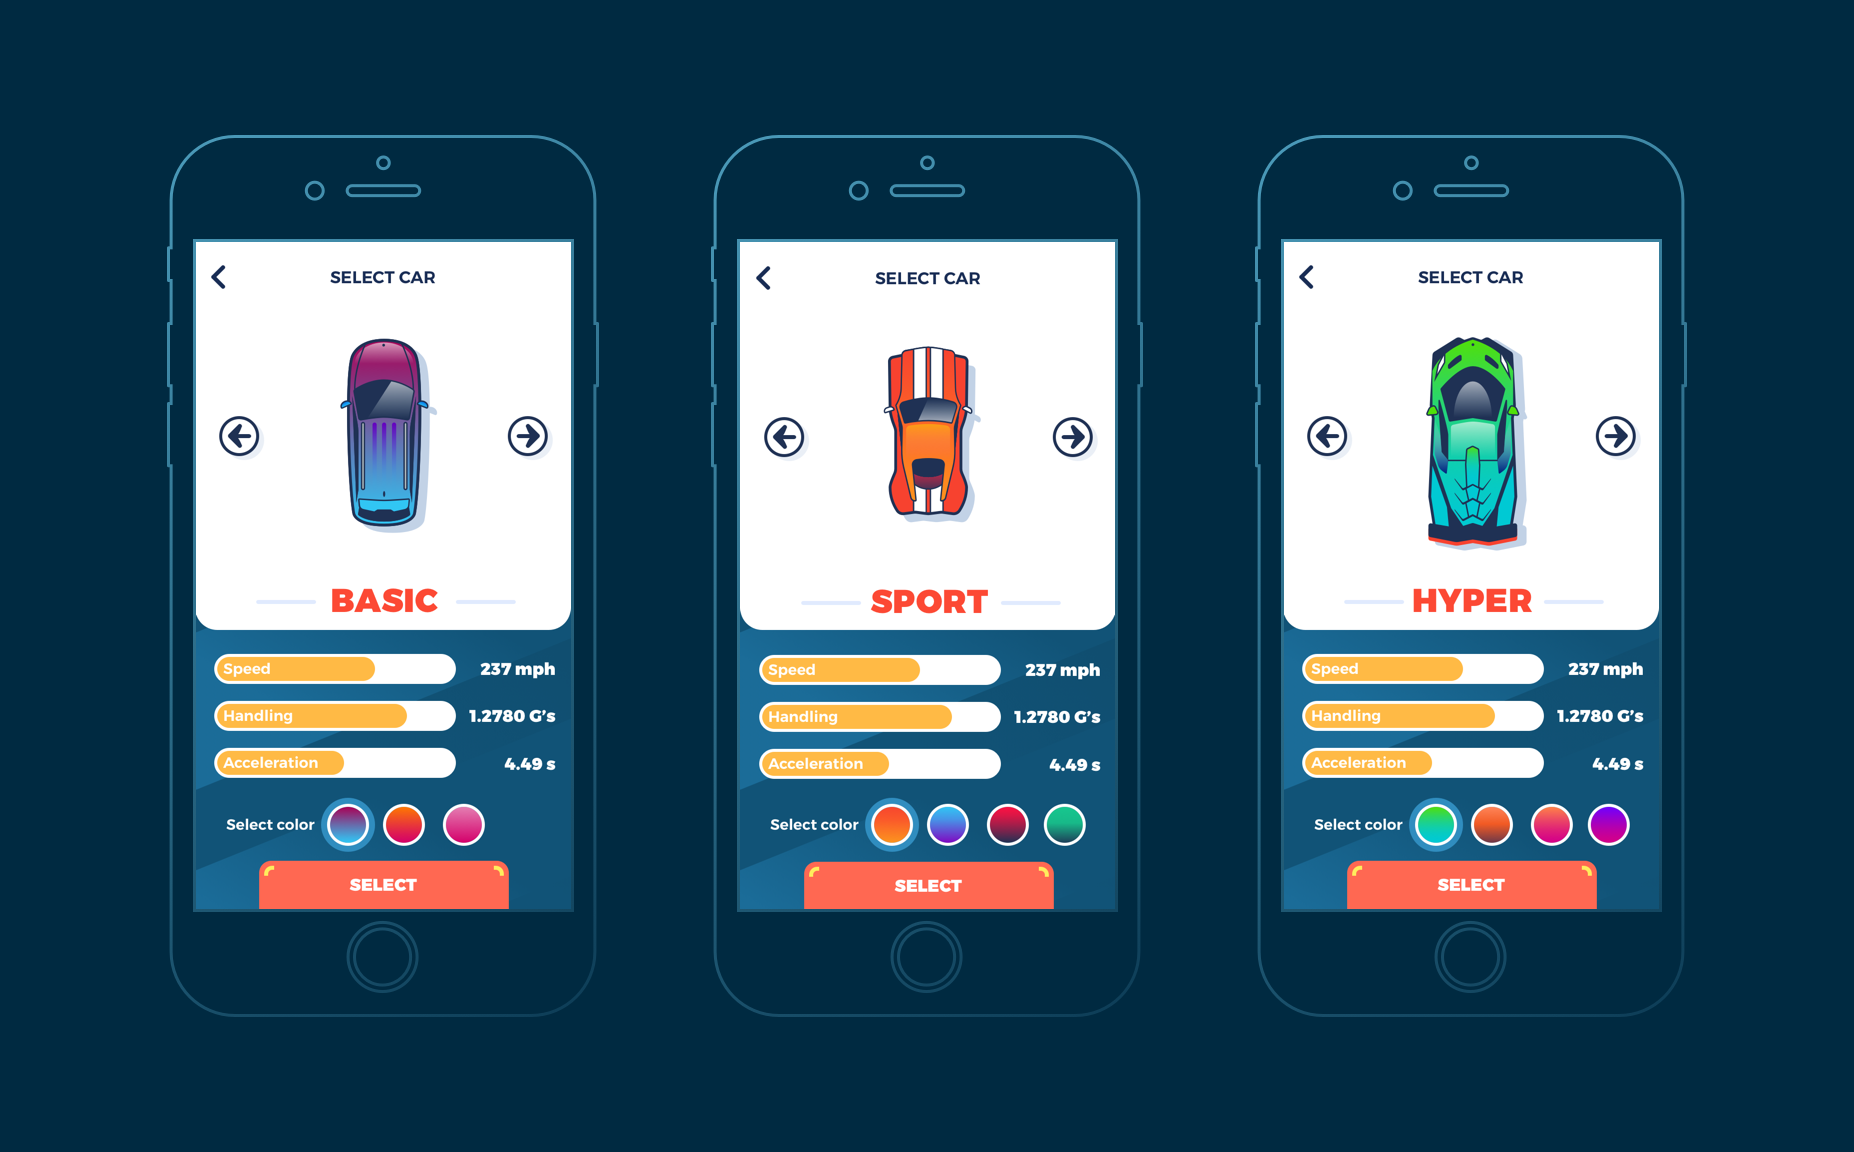 SELECT CAR
BASIC
Speed 237 mph
Handling 1.2780 G's
Acceleration 4.49 s
Select color
SELECT
SELECT CAR
SPORT
Speed 237 mph
Handling 1.2780 G's
Acceleration 4.49 s
Select color
SELECT
SELECT CAR
HYPER
Speed 237 mph
Handling 1.2780 G's
Acceleration 4.49 s
Select color
SELECT